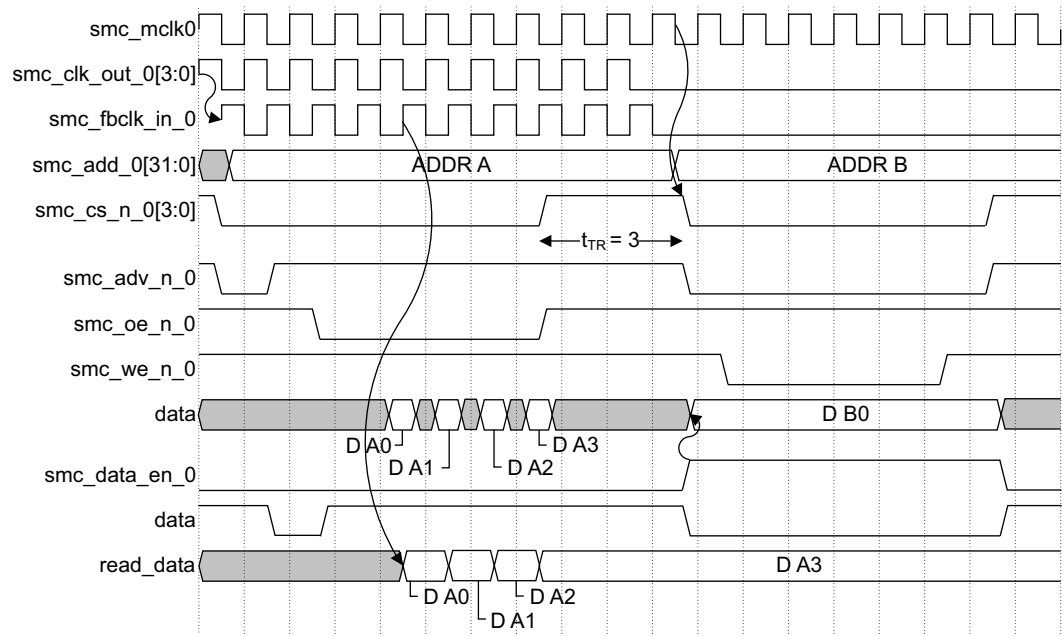 smc_mclk0
smc_clk_out_0[3:0]
smc_fbclk_in_0
smc_add_0[31:0] ADDR A ADDR B
smc_cs_n_0[3:0]
tTR = 3
smc_adv_n_0
smc_oe_n_0
smc_we_n_0
data D B0
D A0 D A3
D A1 D A2
smc_data_en_0
data
read_data D A3
D A0 D A2
D A1